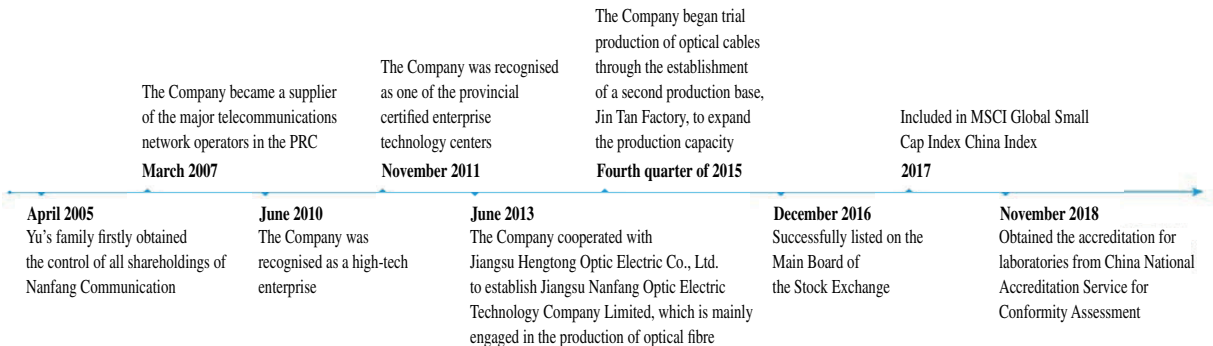 The Company became a supplier
of the major telecommunications
network operators in the PRC
March 2007
The Company was recognised
as one of the provincial
certified enterprise
technology centers
November 2011
The Company began trial
production of optical cables
through the establishment
of a second production base,
Jin Tan Factory, to expand
the production capacity
Fourth quarter of 2015
Included in MSCI Global Small
Cap Index China Index
2017
April 2005
Yu's family firstly obtained
the control of all shareholdings of
Nanfang Communication
June 2010
The Company was
recognised as a high-tech
enterprise
June 2013
The Company cooperated with
Jiangsu Hengtong Optic Electric Co., Ltd.
to establish Jiangsu Nanfang Optic Electric
Technology Company Limited, which is mainly
engaged in the production of optical fibre
December 2016
Successfully listed on the
Main Board of
the Stock Exchange
November 2018
Obtained the accreditation for
laboratories from China National
Accreditation Service for
Conformity Assessment